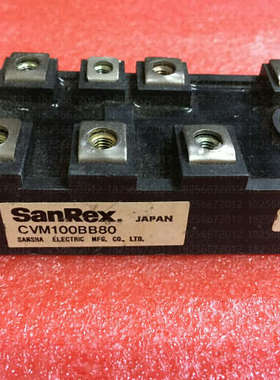 SanRex. JAPAN
CVM100BB80
SANSHA ELECTRIC MFG. CO., LTD.